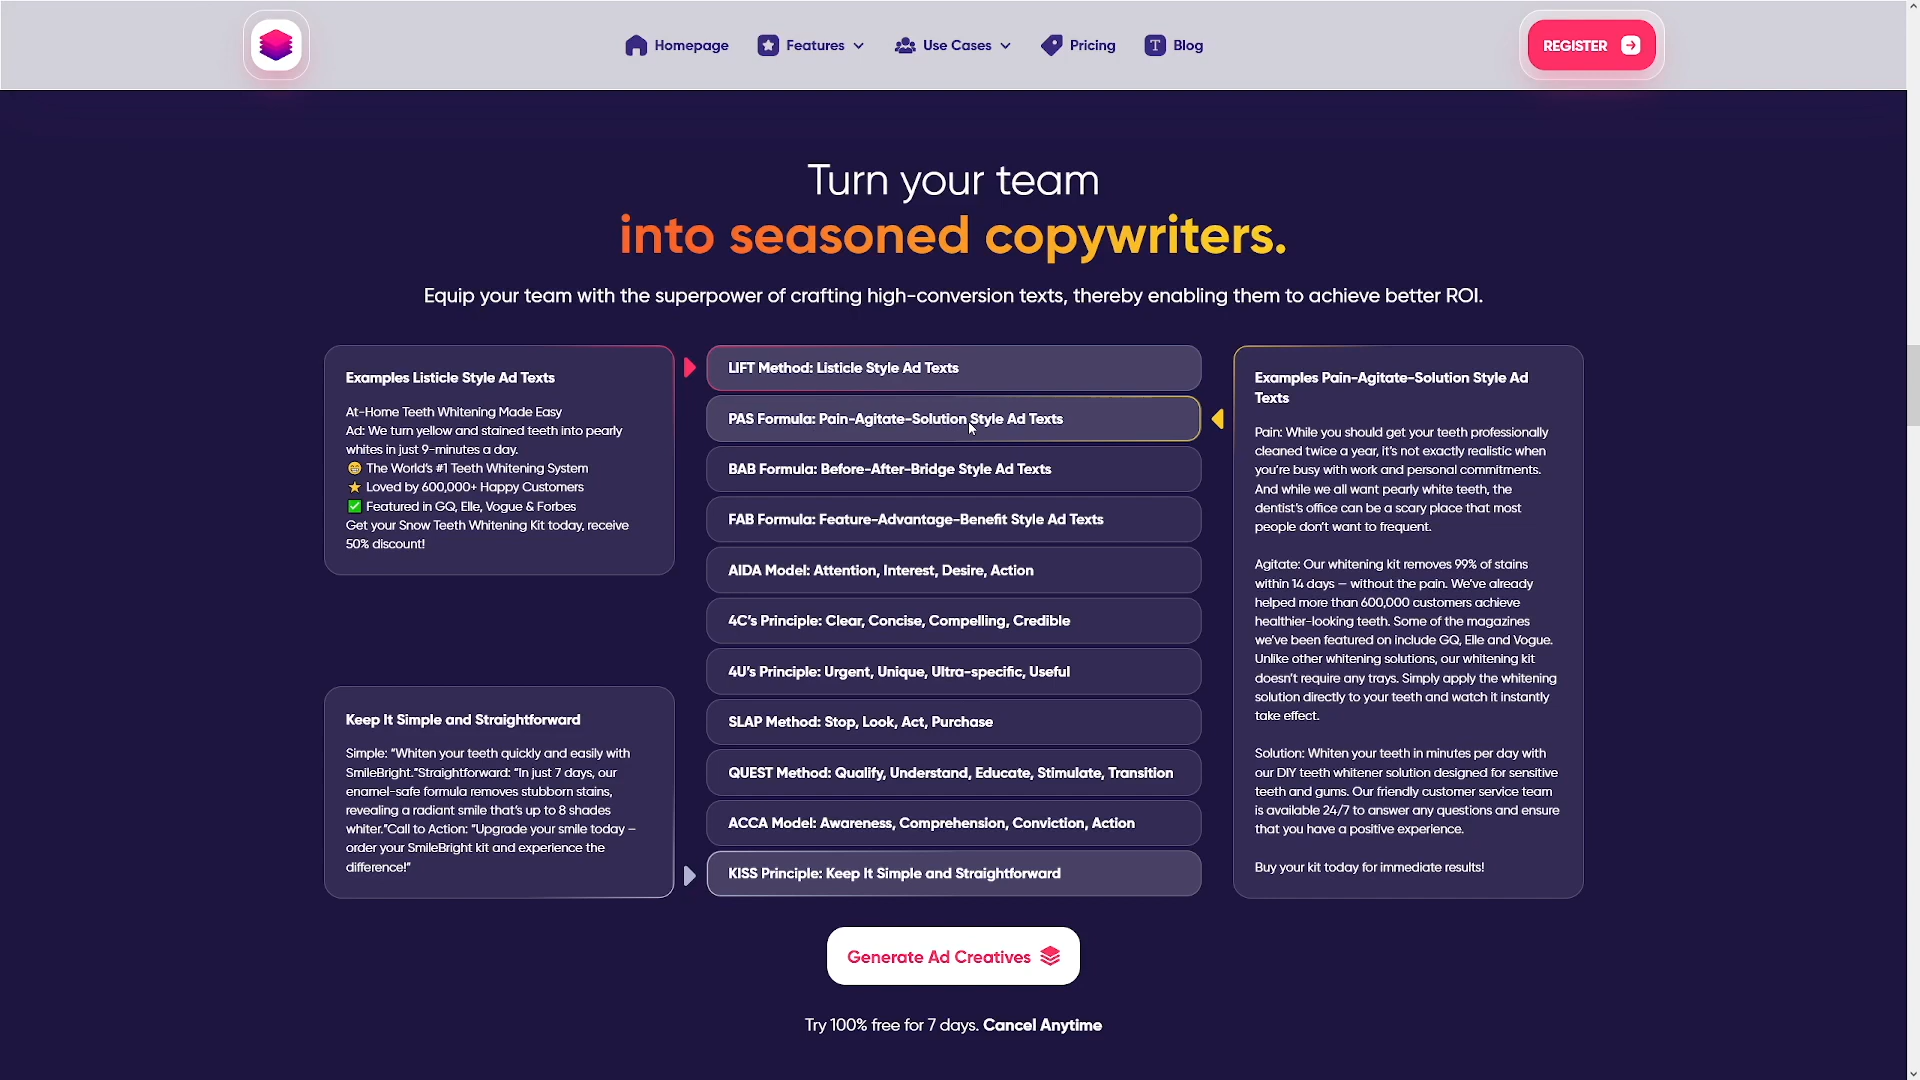 Homepage
Features
Use Cases
Pricing
T
Blog
REGISTER
Turn your team
into seasoned copywriters.
Equip your team with the superpower of crafting high-conversion texts, thereby enabling them to achieve better ROI.
Examples Listicle Style Ad Texts
At-Home Teeth Whitening Made Easy
Ad: We turn yellow and stained teeth into pearly
whites in just 9-minutes a day.
😁 The World's #1 Teeth Whitening System
⭐ Loved by 600,000+ Happy Customers
✅ Featured in GQ, Elle, Vogue & Forbes
Get your Snow Teeth Whitening Kit today, receive
50% discount!
Keep It Simple and Straightforward
Simple: "Whiten your teeth quickly and easily with
SmileBright."Straightforward: "In just 7 days, our
enamel-safe formula removes stubborn stains,
revealing a radiant smile that's up to 8 shades
whiter."Call to Action: "Upgrade your smile today –
order your SmileBright kit and experience the
difference!"
LIFT Method: Listicle Style Ad Texts
PAS Formula: Pain-Agitate-Solution Style Ad Texts
BAB Formula: Before-After-Bridge Style Ad Texts
FAB Formula: Feature-Advantage-Benefit Style Ad Texts
AIDA Model: Attention, Interest, Desire, Action
4C's Principle: Clear, Concise, Compelling, Credible
4U's Principle: Urgent, Unique, Ultra-specific, Useful
SLAP Method: Stop, Look, Act, Purchase
QUEST Method: Qualify, Understand, Educate, Stimulate, Transition
ACCA Model: Awareness, Comprehension, Conviction, Action
KISS Principle: Keep It Simple and Straightforward
Examples Pain-Agitate-Solution Style Ad
Texts
Pain: While you should get your teeth professionally
cleaned twice a year, it's not exactly realistic when
you're busy with work and personal commitments.
And while we all want pearly white teeth, the
dentist's office can be a scary place that most
people don't want to frequent.
Agitate: Our whitening kit removes 99% of stains
within 14 days – without the pain. We've already
helped more than 600,000 customers achieve
healthier-looking teeth. Some of the magazines
we've been featured on include GQ, Elle and Vogue.
Unlike other whitening solutions, our whitening kit
doesn't require any trays. Simply apply the whitening
solution directly to your teeth and watch it instantly
take effect.
Solution: Whiten your teeth in minutes per day with
our DIY teeth whitener solution designed for sensitive
teeth and gums. Our friendly customer service team
is available 24/7 to answer any questions and ensure
that you have a positive experience.
Buy your kit today for immediate results!
Generate Ad Creatives
Try 100% free for 7 days. Cancel Anytime